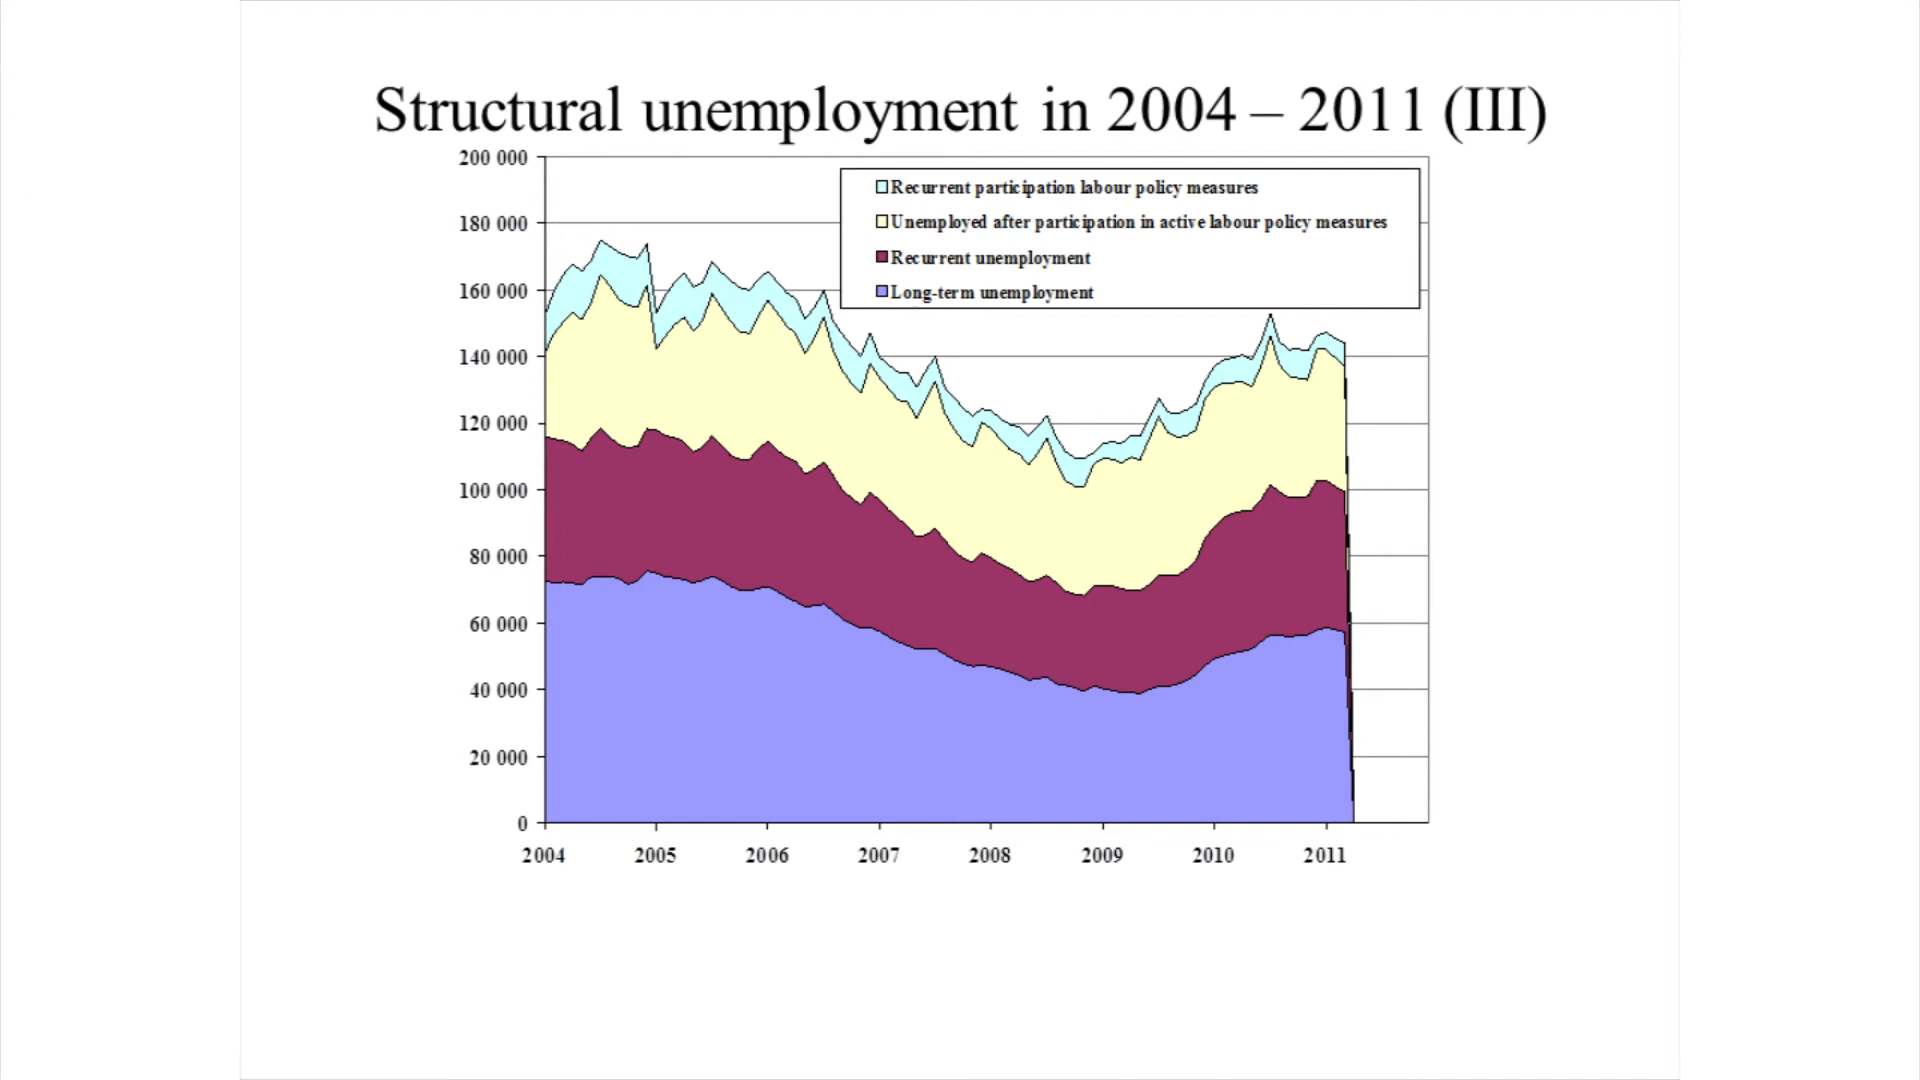 Structural unemployment in 2004 – 2011 (III)
200 000
180 000
160 000
140 000
120 000
100 000
80 000
60 000
40 000
20 000
0
Recurrent participation labour policy measures
Unemployed after participation in active labour policy measures
Recurrent unemployment
Long-term unemployment
2004 2005 2006 2007 2008 2009 2010 2011